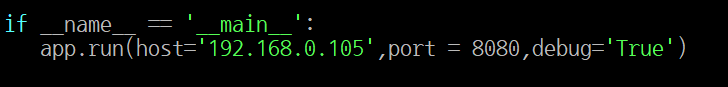 if __name__ == '__main__':
   app.run(host='192.168.0.105',port = 8080,debug='True')